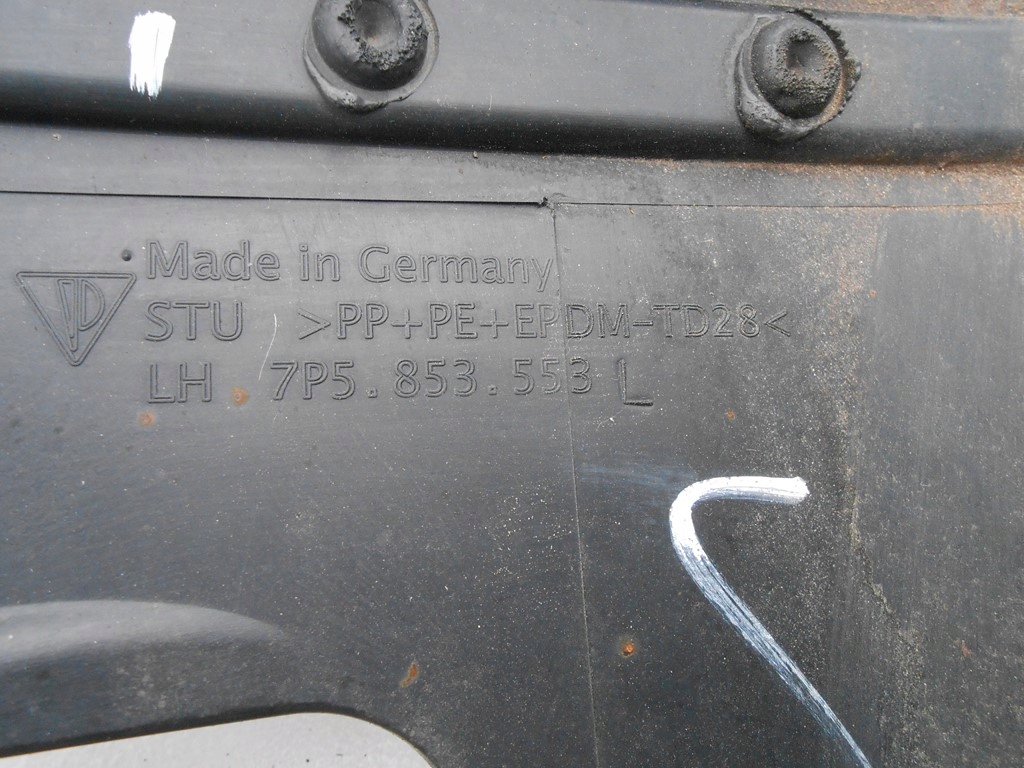 Made in Germany
STU >PP+PE+EPDM-TD28<
LH 7P5.853.553 L